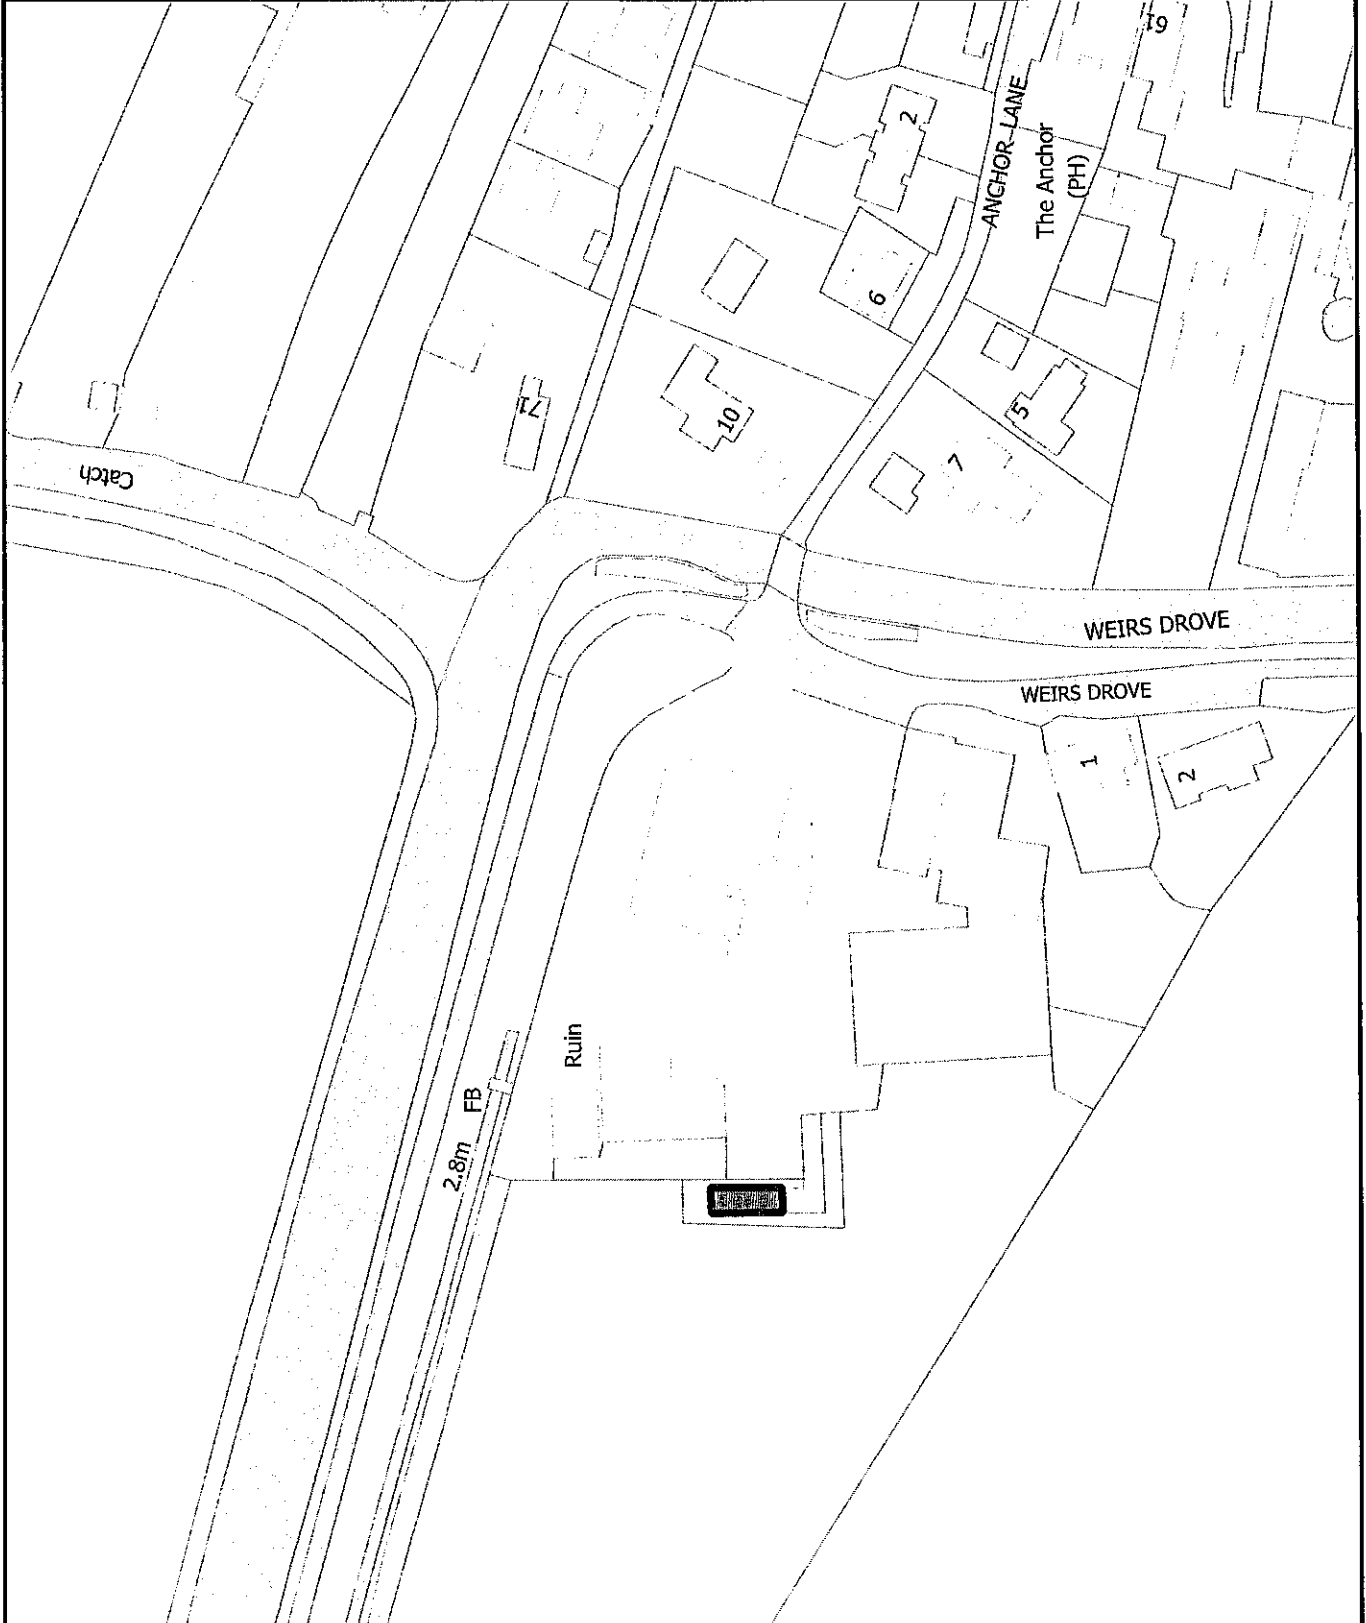 61
2
ANCHOR LANE
The Anchor
(PH)
6
71
10
5
7
Catch
WEIRS DROVE
WEIRS DROVE
1
2
Ruin
FB
2.8m